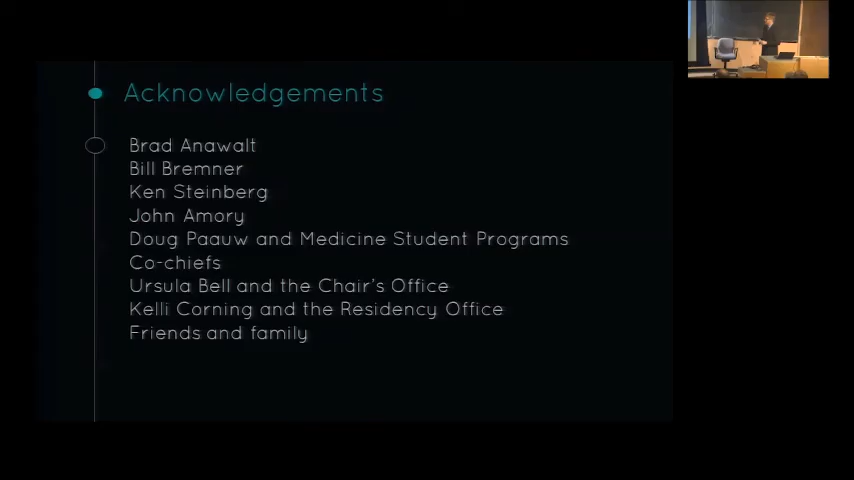 Acknowledgements
Brad Anawalt
Bill Bremner
Ken Steinberg
John Amory
Doug Paauw and Medicine Student Programs
Co-chiefs
Ursula Bell and the Chair's Office
Kelli Corning and the Residency Office
Friends and family